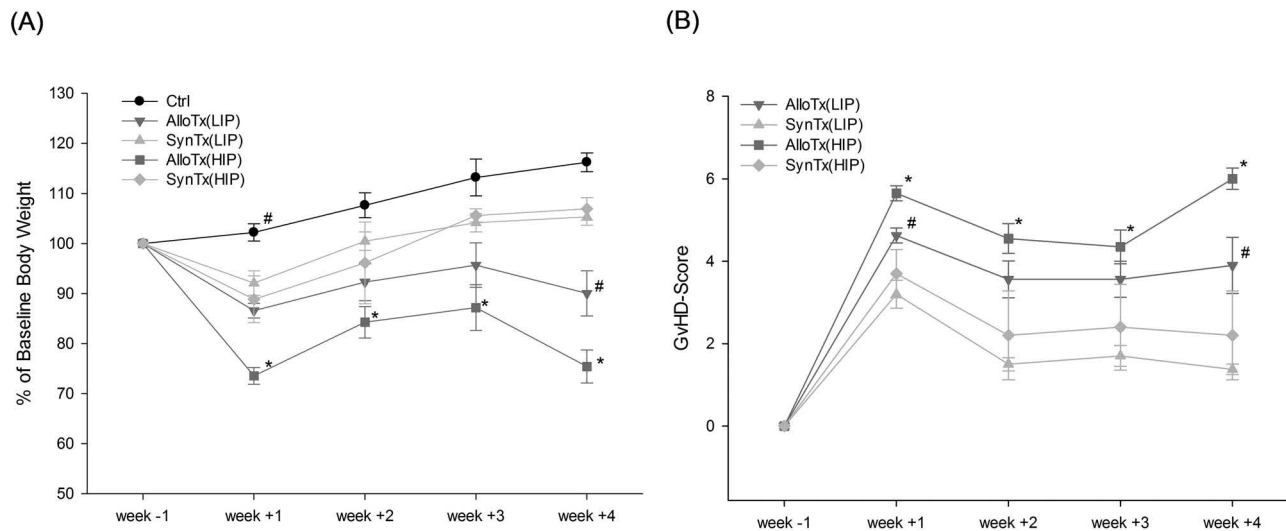 (A)
% of Baseline Body Weight
130
120
110
100
90
80
70
60
50
Ctrl
AlloTx(LIP)
SynTx(LIP)
AlloTx(HIP)
SynTx(HIP)
#
*
*
*
#
*
week -1 week +1 week +2 week +3 week +4
(B)
GvHD-Score
8
6
4
2
0
AlloTx(LIP)
SynTx(LIP)
AlloTx(HIP)
SynTx(HIP)
*
#
*
*
*
#
week -1 week +1 week +2 week +3 week +4